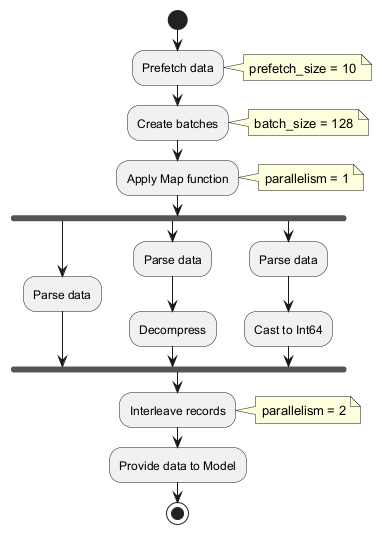 Prefetch data
prefetch_size = 10
Create batches
batch_size = 128
Apply Map function
parallelism = 1
Parse data
Parse data
Decompress
Parse data
Cast to Int64
Interleave records
parallelism = 2
Provide data to Model